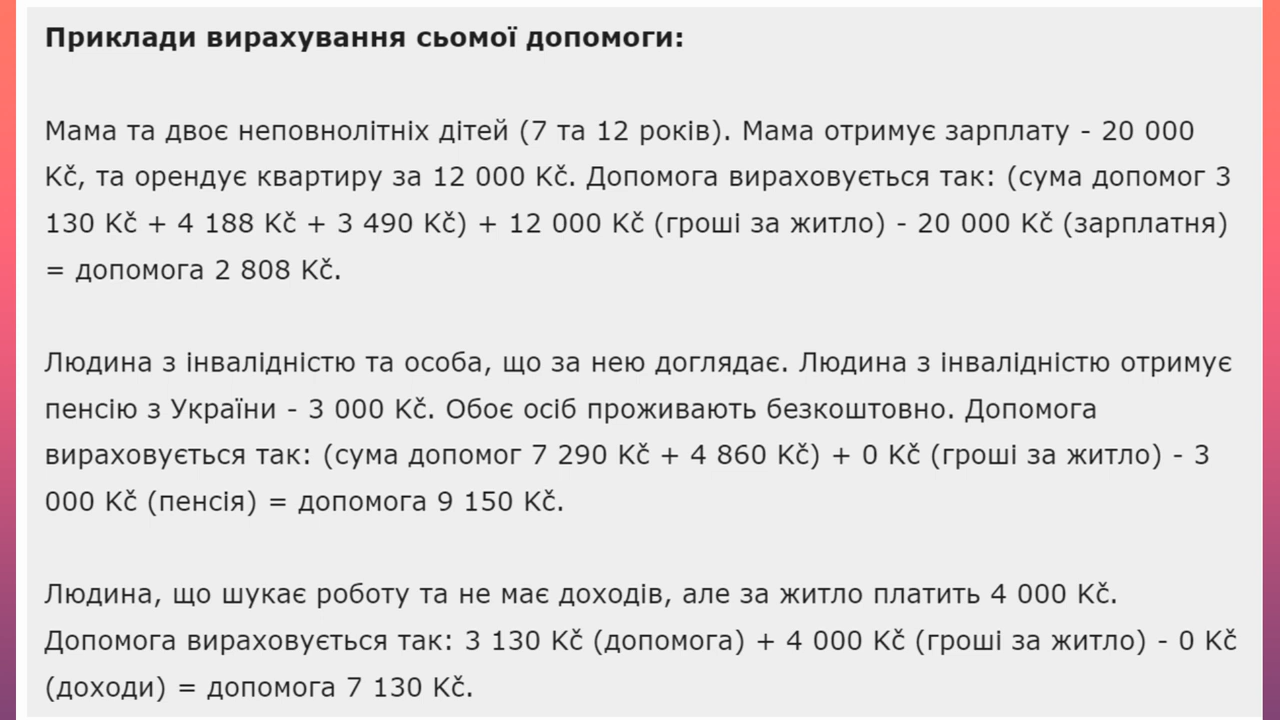 Приклади вирахування сьомої допомоги:
Мама та двоє неповнолітніх дітей (7 та 12 років). Мама отримує зарплату - 20 000
Kč, та орендує квартиру за 12 000 Kč. Допомога вираховується так: (сума допомог 3
130 Kč + 4 188 Kč + 3 490 Kč) + 12 000 Kč (гроші за житло) - 20 000 Kč (зарплатня)
= допомога 2 808 Kč.
Людина з інвалідністю та особа, що за нею доглядає. Людина з інвалідністю отримує
пенсію з України - 3 000 Kč. Обоє осіб проживають безкоштовно. Допомога
вираховується так: (сума допомог 7 290 Kč + 4 860 Kč) + 0 Kč (гроші за житло) - 3
000 Kč (пенсія) = допомога 9 150 Kč.
Людина, що шукає роботу та не має доходів, але за житло платить 4 000 Kč.
Допомога вираховується так: 3 130 Kč (допомога) + 4 000 Kč (гроші за житло) - 0 Kč
(доходи) = допомога 7 130 Kč.